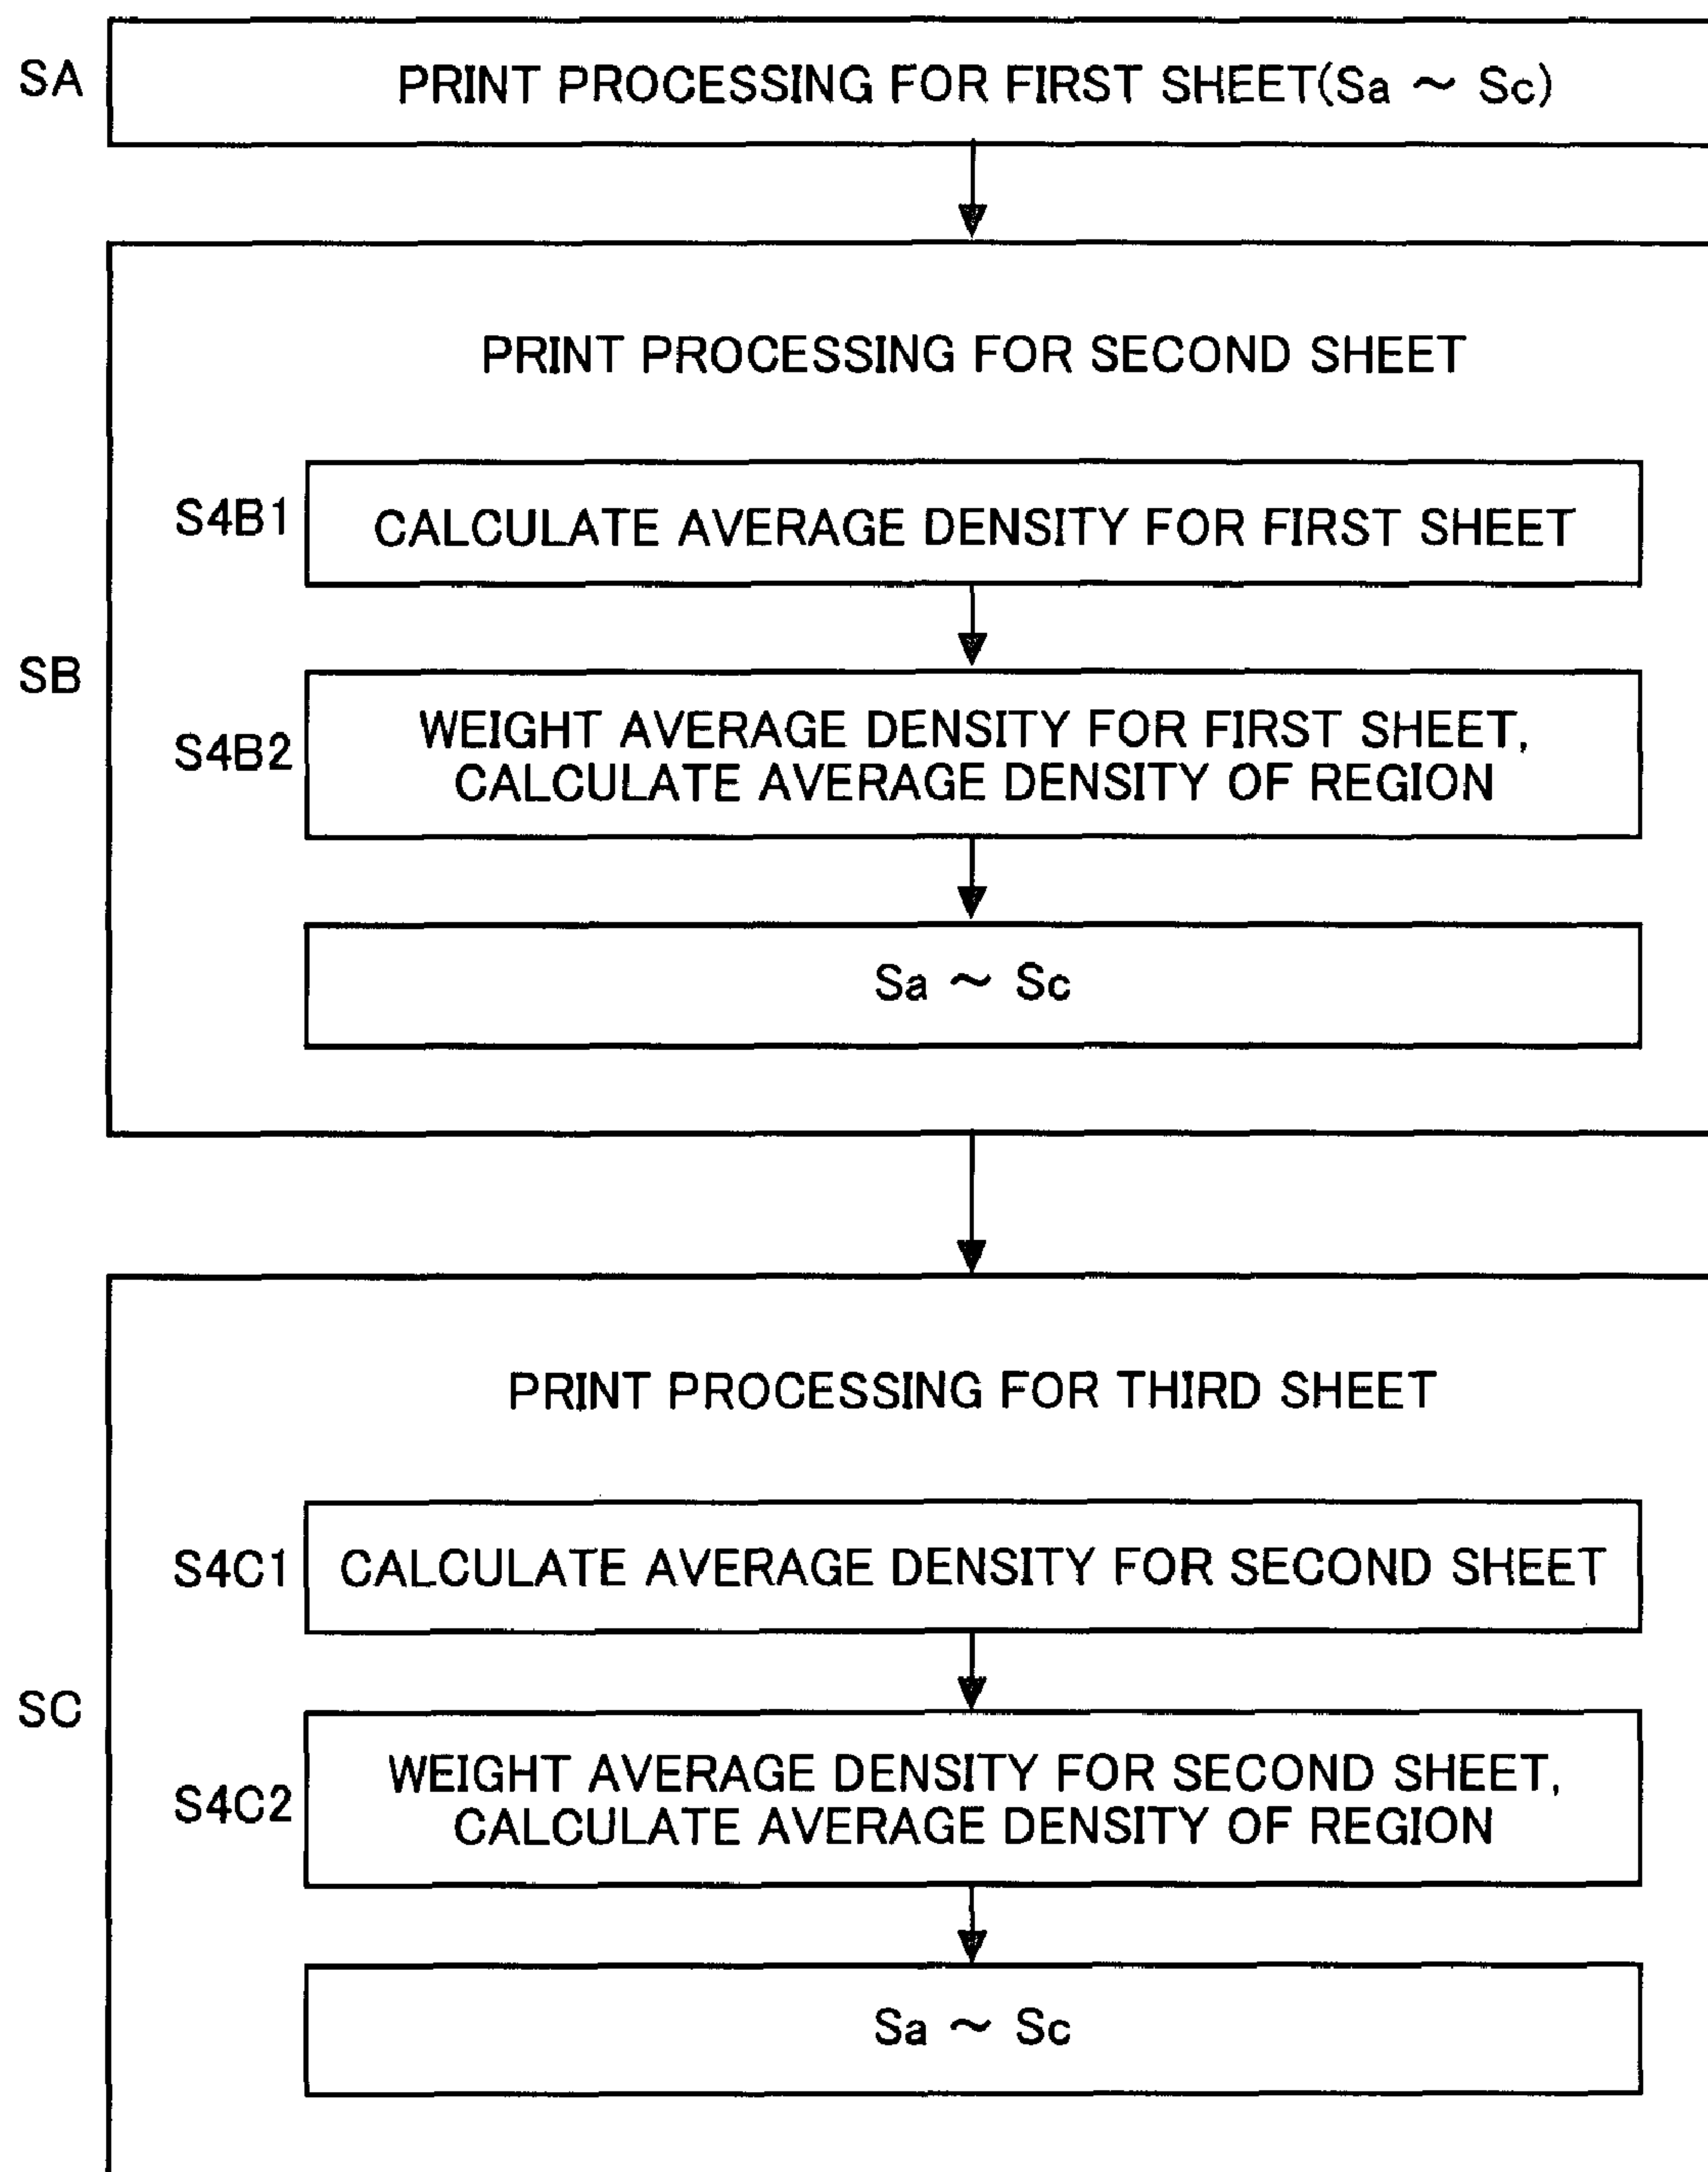 SA
PRINT PROCESSING FOR FIRST SHEET(Sa ~ Sc)
PRINT PROCESSING FOR SECOND SHEET
S4B1
CALCULATE AVERAGE DENSITY FOR FIRST SHEET
SB
S4B2
WEIGHT AVERAGE DENSITY FOR FIRST SHEET,
CALCULATE AVERAGE DENSITY OF REGION
Sa ~ Sc
PRINT PROCESSING FOR THIRD SHEET
S4C1
CALCULATE AVERAGE DENSITY FOR SECOND SHEET
SC
S4C2
WEIGHT AVERAGE DENSITY FOR SECOND SHEET,
CALCULATE AVERAGE DENSITY OF REGION
Sa ~ Sc